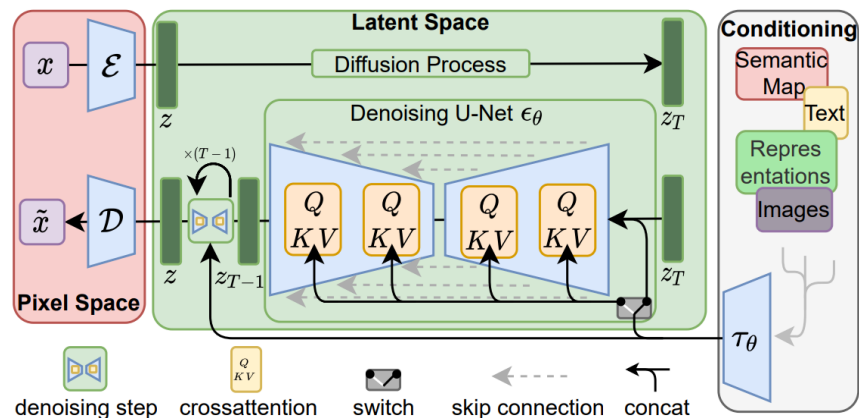 Latent Space
Conditioning
x
ℰ
z
Diffusion Process
z_T
Semantic
Map
Text
Repres
entations
Images
Denoising U-Net ϵ_θ
×(T−1)
x̃
𝒟
z
z_{T−1}
Q
KV
Q
KV
Q
KV
Q
KV
z_T
τ_θ
Pixel Space
Q
KV
denoising step
crossattention
switch
skip connection
concat